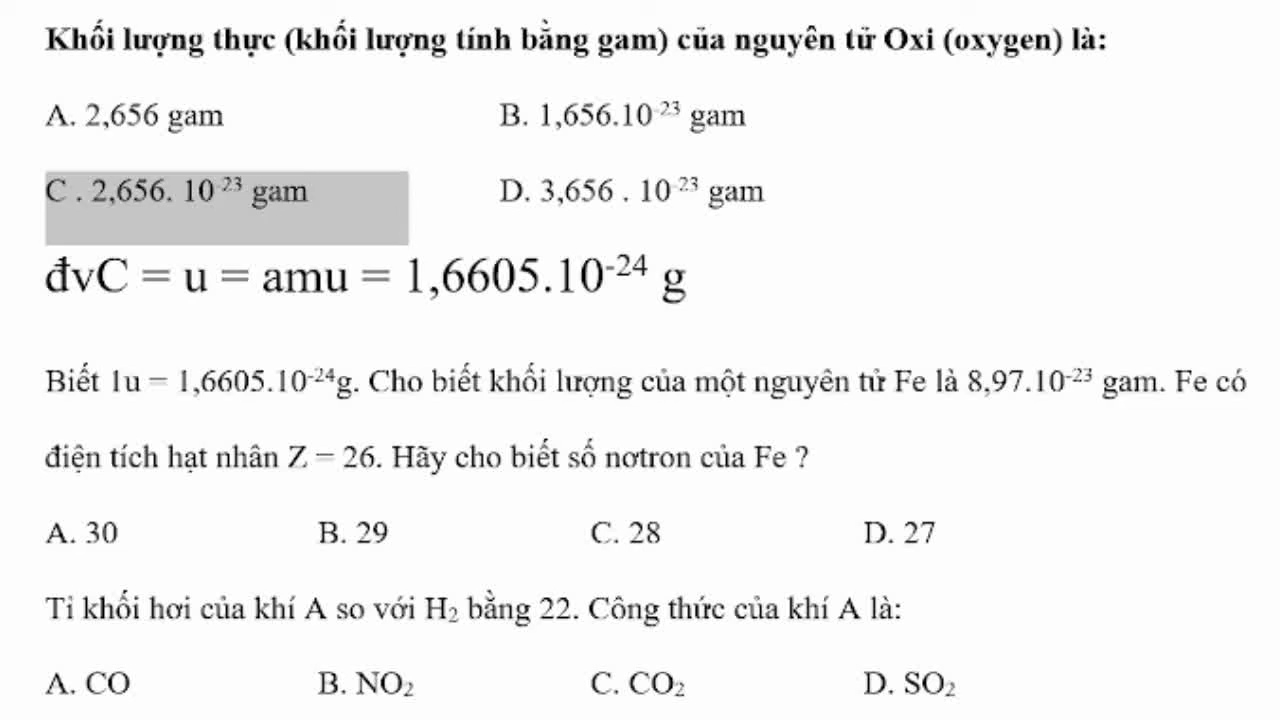 Khối lượng thực (khối lượng tính bằng gam) của nguyên tử Oxi (oxygen) là:
A. 2,656 gam B. 1,656.10⁻²³ gam
C . 2,656. 10⁻²³ gam D. 3,656 . 10⁻²³ gam
đvC = u = amu = 1,6605.10⁻²⁴ g
Biết 1u = 1,6605.10⁻²⁴g. Cho biết khối lượng của một nguyên tử Fe là 8,97.10⁻²³ gam. Fe có
điện tích hạt nhân Z = 26. Hãy cho biết số nơtron của Fe ?
A. 30 B. 29 C. 28 D. 27
Tỉ khối hơi của khí A so với H₂ bằng 22. Công thức của khí A là:
A. CO B. NO₂ C. CO₂ D. SO₂